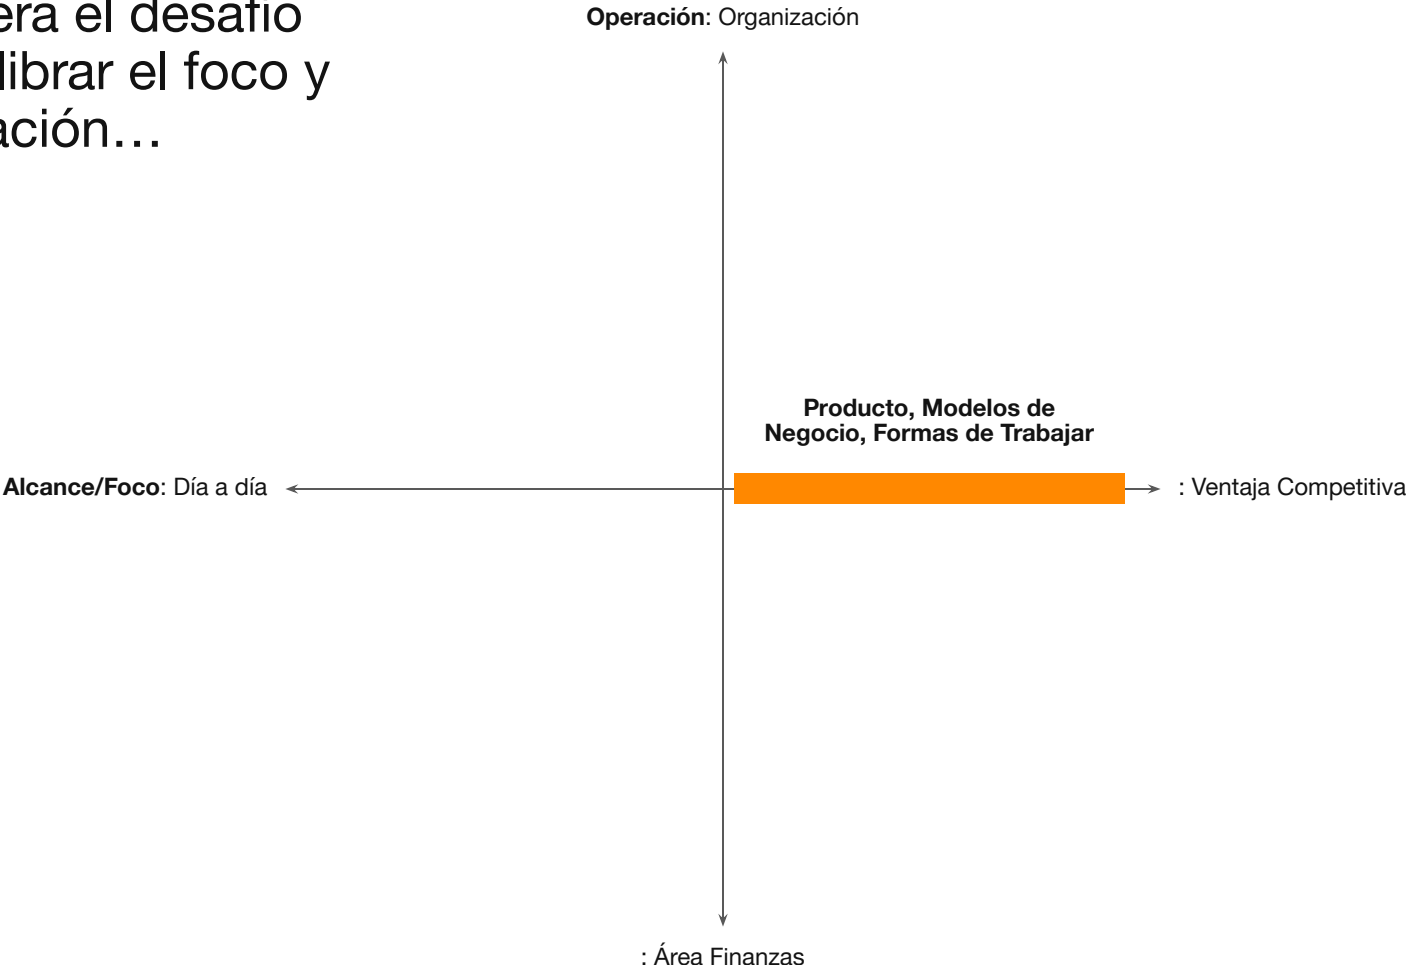 era el desafío
librar el foco y
ación…
Operación: Organización
Producto, Modelos de
Negocio, Formas de Trabajar
Alcance/Foco: Día a día
: Ventaja Competitiva
: Área Finanzas